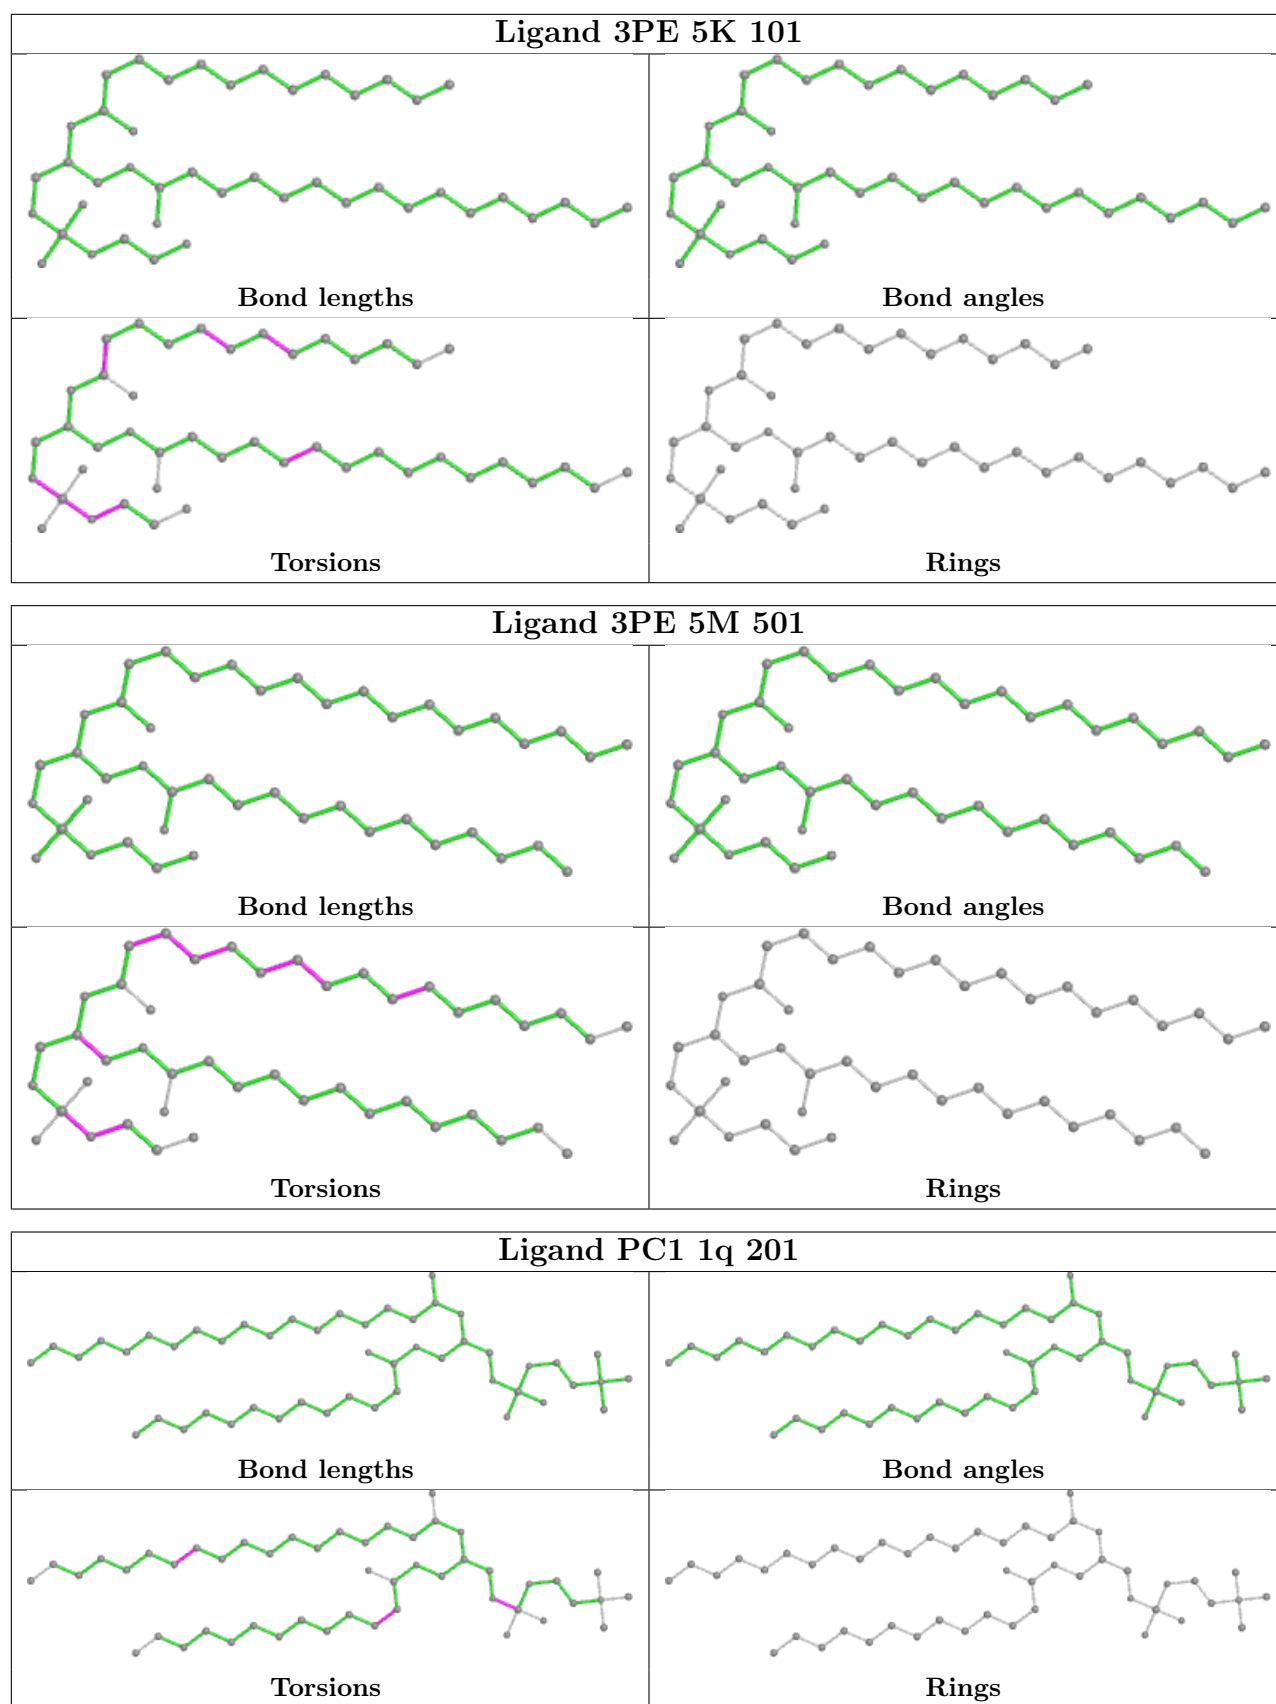 Ligand 3PE 5K 101
Bond lengths
Bond angles
Torsions
Rings
Ligand 3PE 5M 501
Bond lengths
Bond angles
Torsions
Rings
Ligand PC1 1q 201
Bond lengths
Bond angles
Torsions
Rings